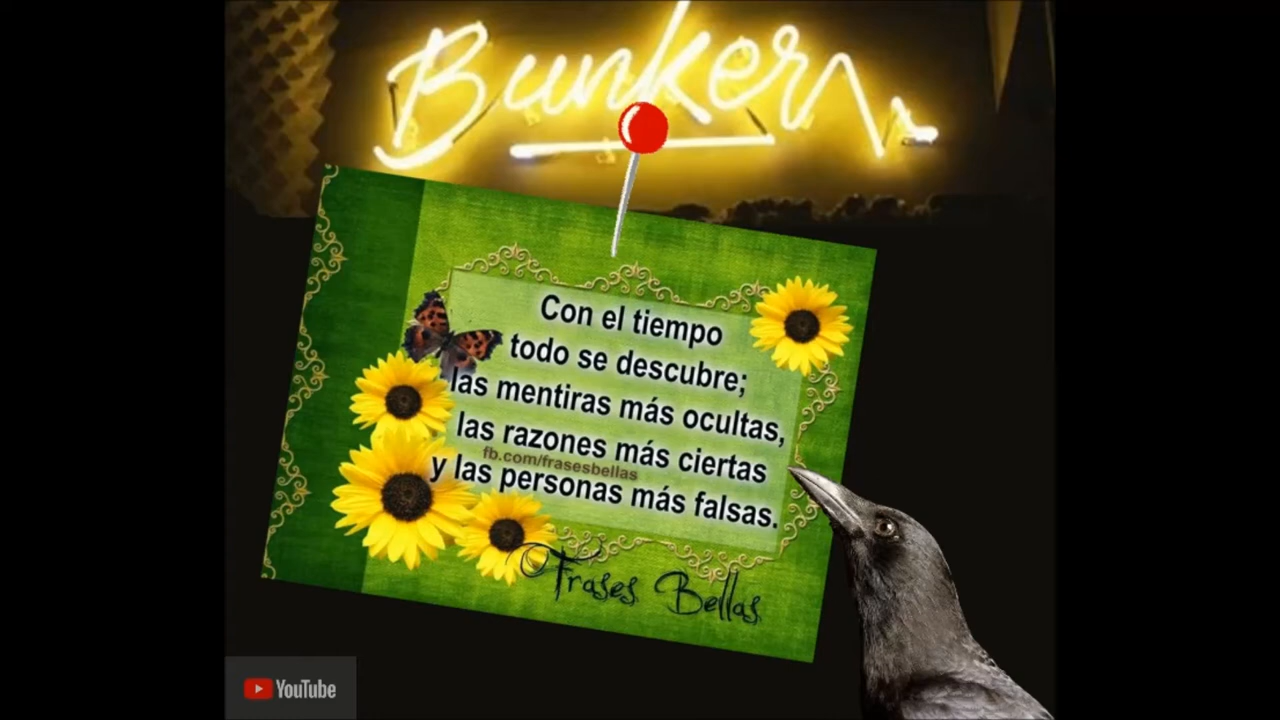 Bunker
Con el tiempo
todo se descubre;
las mentiras más ocultas,
las razones más ciertas
fb.com/frasesbellas
y las personas más falsas.
Frases Bellas
YouTube